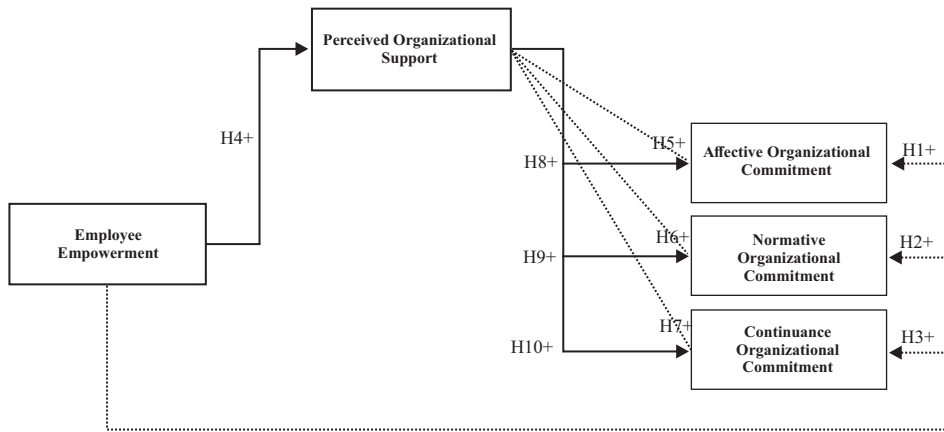 Perceived Organizational
Support
H4+
H5+
H8+
Affective Organizational
Commitment
H1+
Employee
Empowerment
H6+
H9+
Normative
Organizational
Commitment
H2+
H7+
H10+
Continuance
Organizational
Commitment
H3+